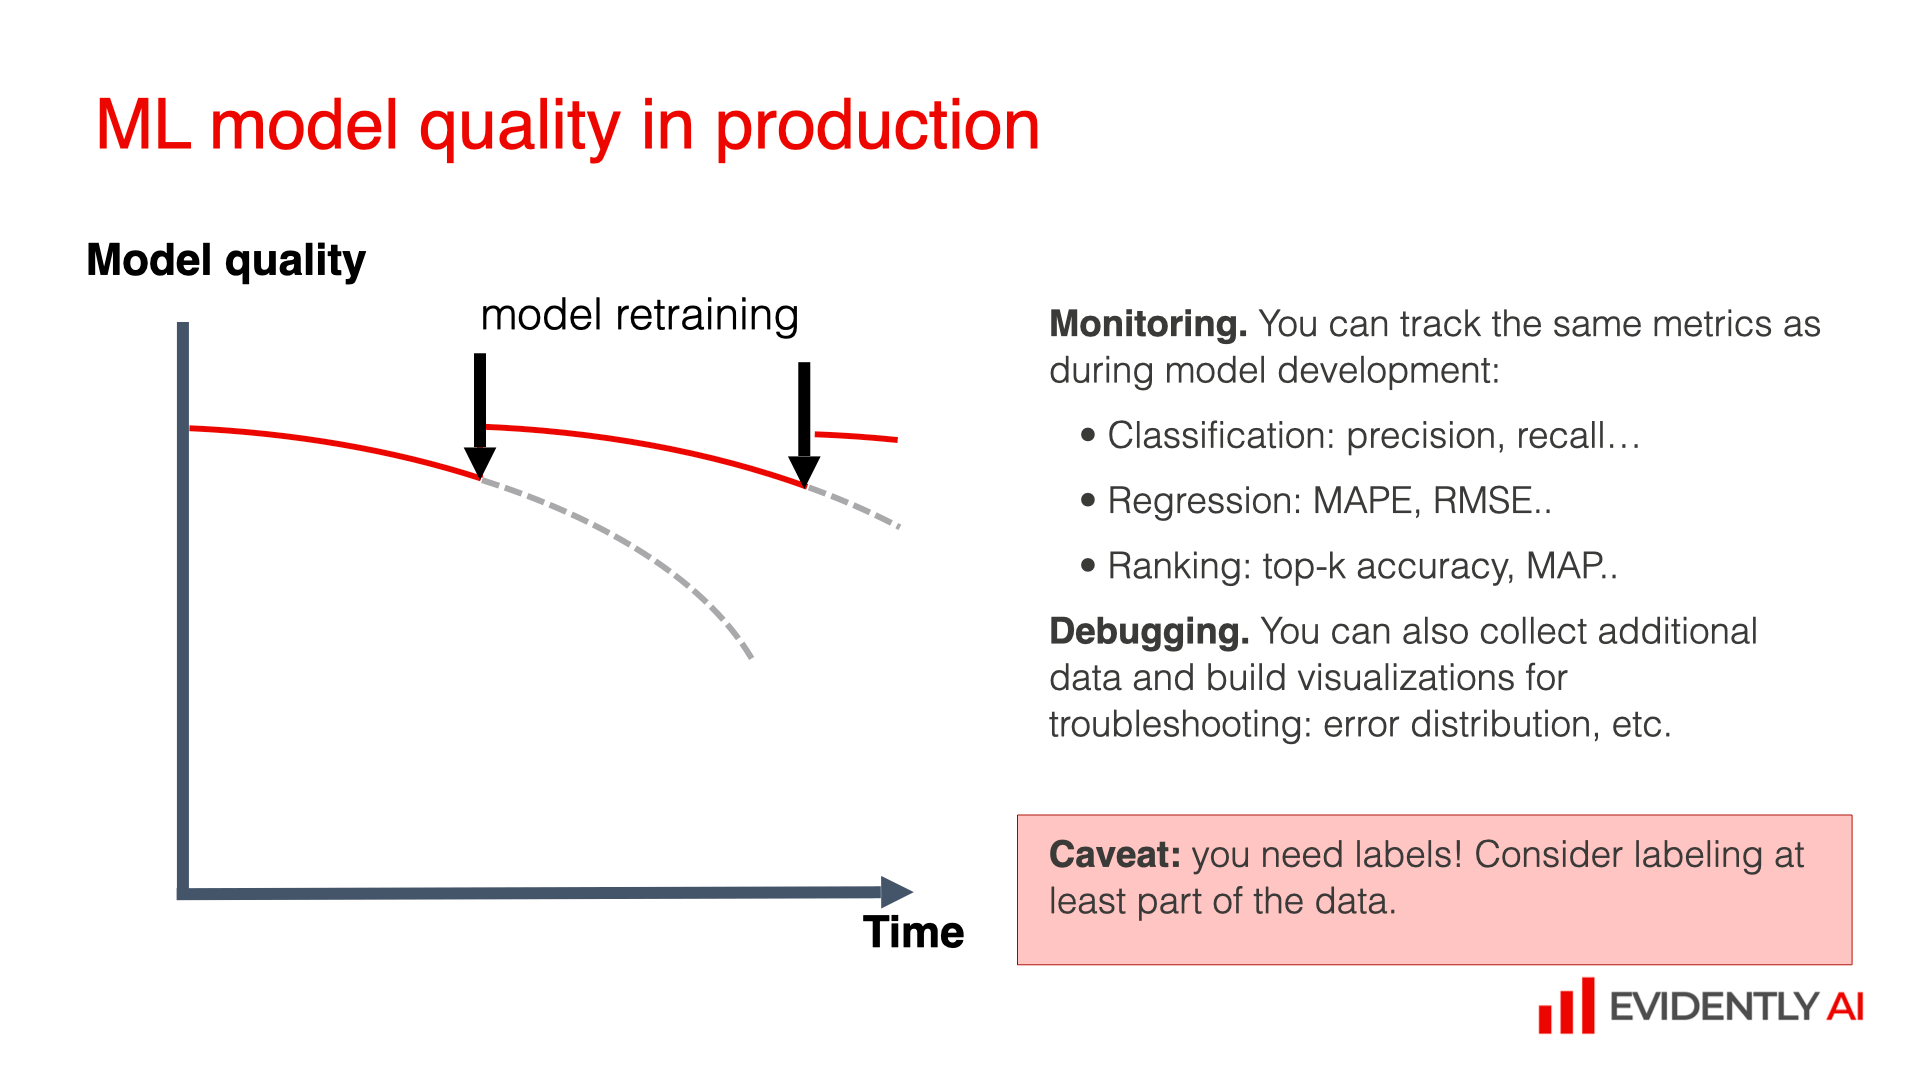 ML model quality in production
Model quality
model retraining
Time
Monitoring. You can track the same metrics as
during model development:
• Classification: precision, recall…
• Regression: MAPE, RMSE..
• Ranking: top-k accuracy, MAP..
Debugging. You can also collect additional
data and build visualizations for
troubleshooting: error distribution, etc.
Caveat: you need labels! Consider labeling at
least part of the data.
EVIDENTLY AI